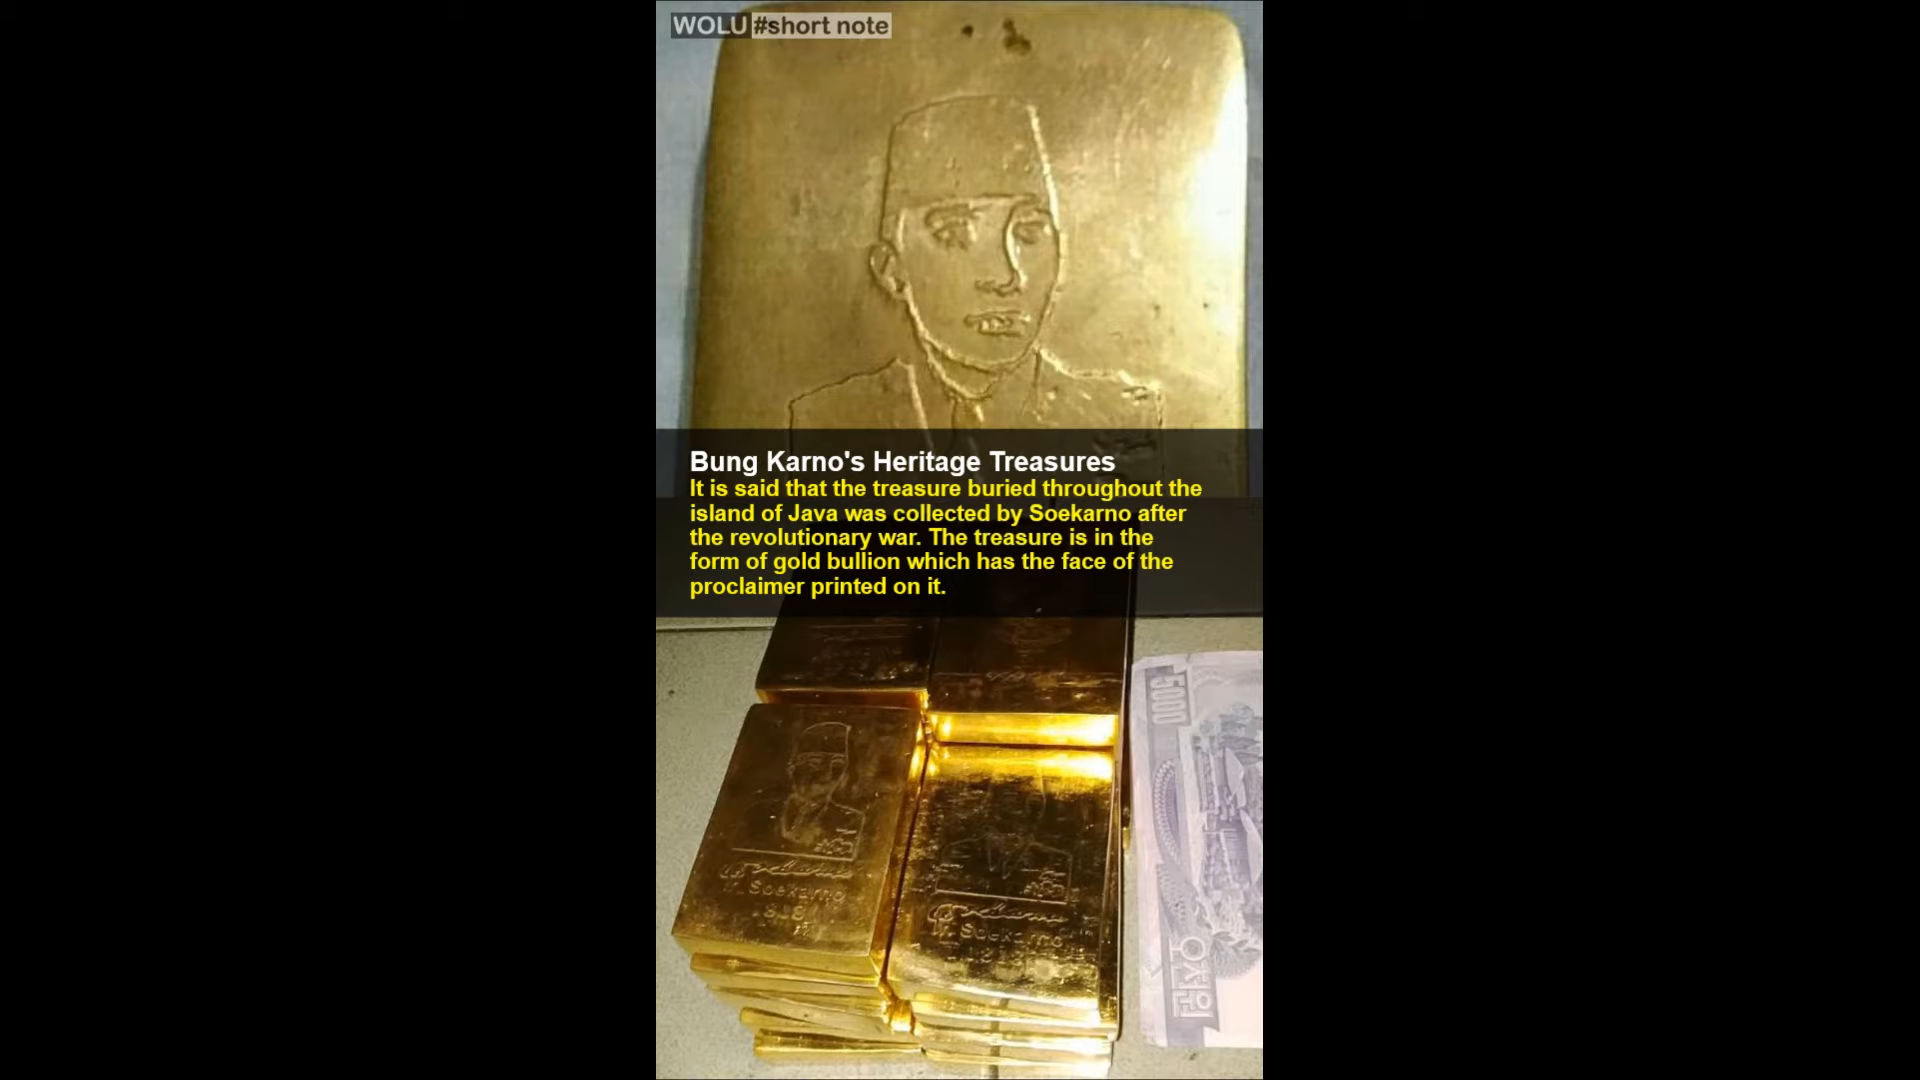 WOLU #short note
Bung Karno's Heritage Treasures
It is said that the treasure buried throughout the
island of Java was collected by Soekarno after
the revolutionary war. The treasure is in the
form of gold bullion which has the face of the
proclaimer printed on it.
5000
Soekarno
Soekarno